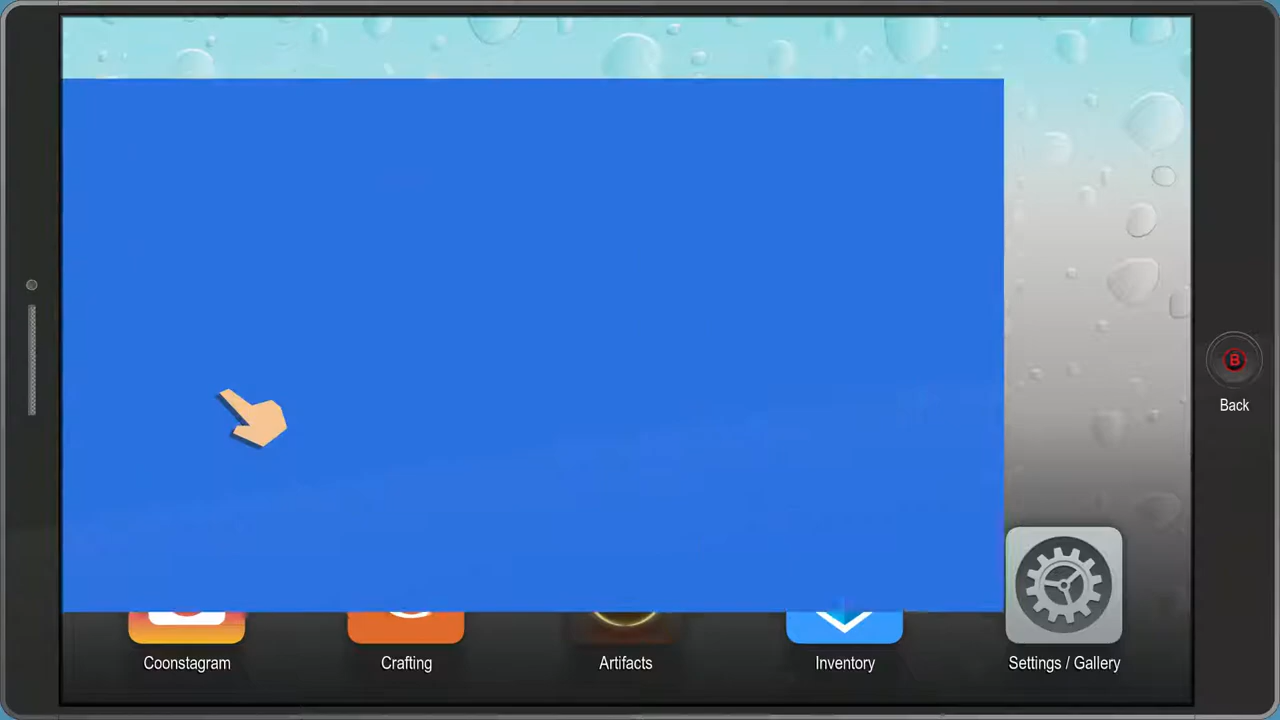 B
Back
Coonstagram
Crafting
Artifacts
Inventory
Settings / Gallery